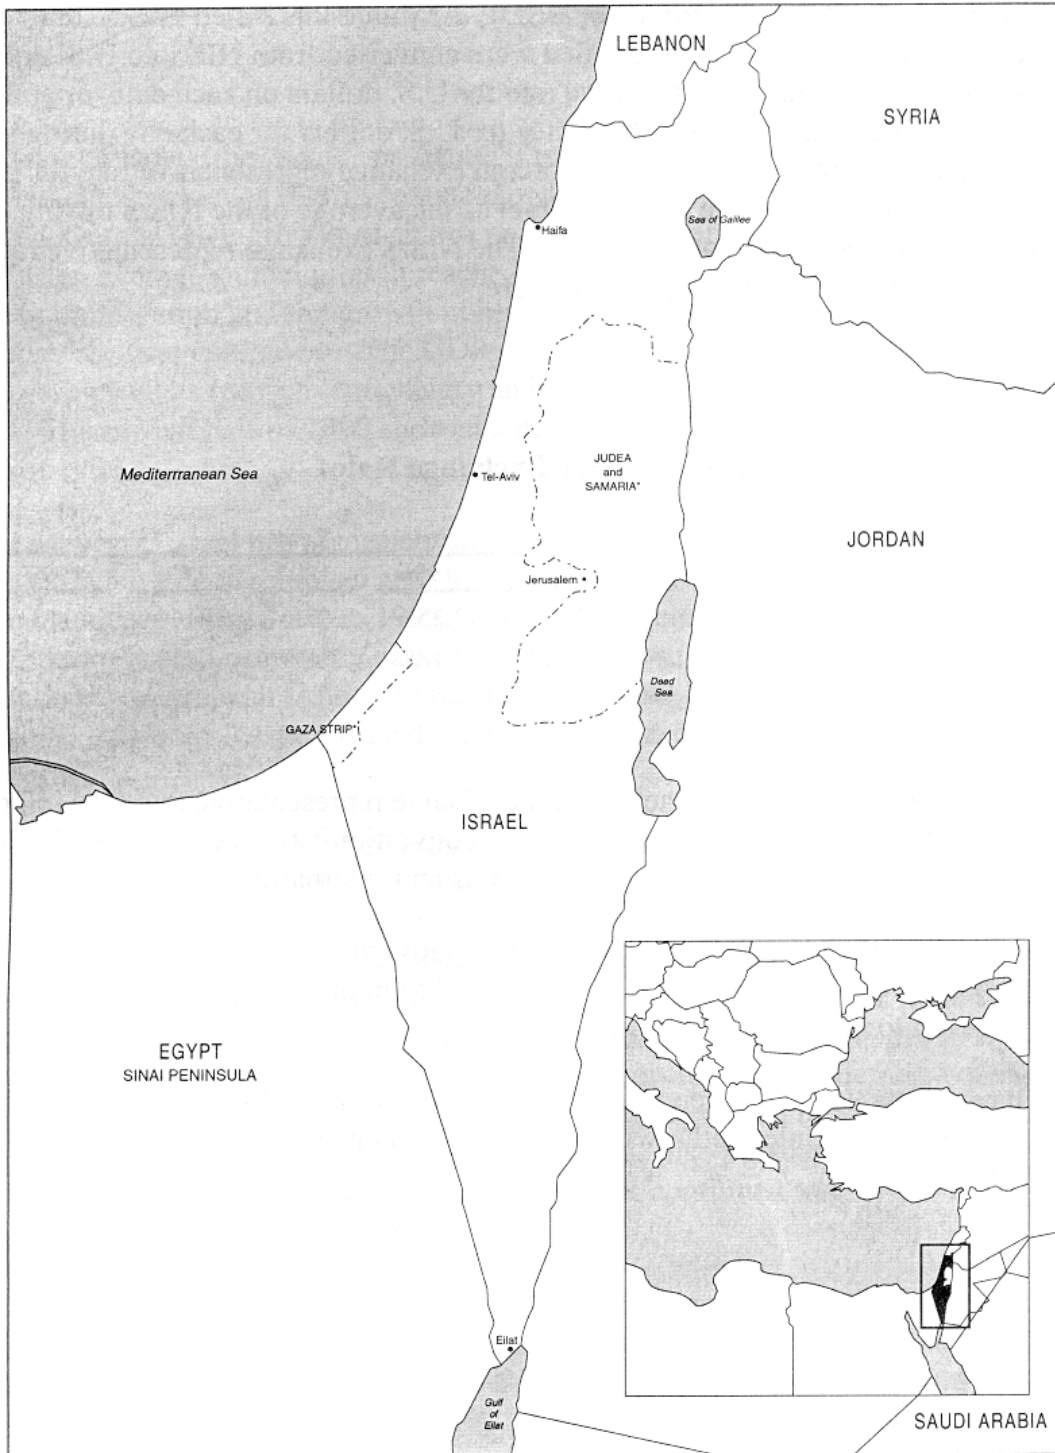 LEBANON
SYRIA
Sea of Galilee
Haifa
Mediterrranean Sea
Tel-Aviv
JUDEA
and
SAMARIA*
JORDAN
Jerusalem
Dead
Sea
GAZA STRIP*
ISRAEL
EGYPT
SINAI PENINSULA
Eilat
Gulf
of
Eilat
SAUDI ARABIA